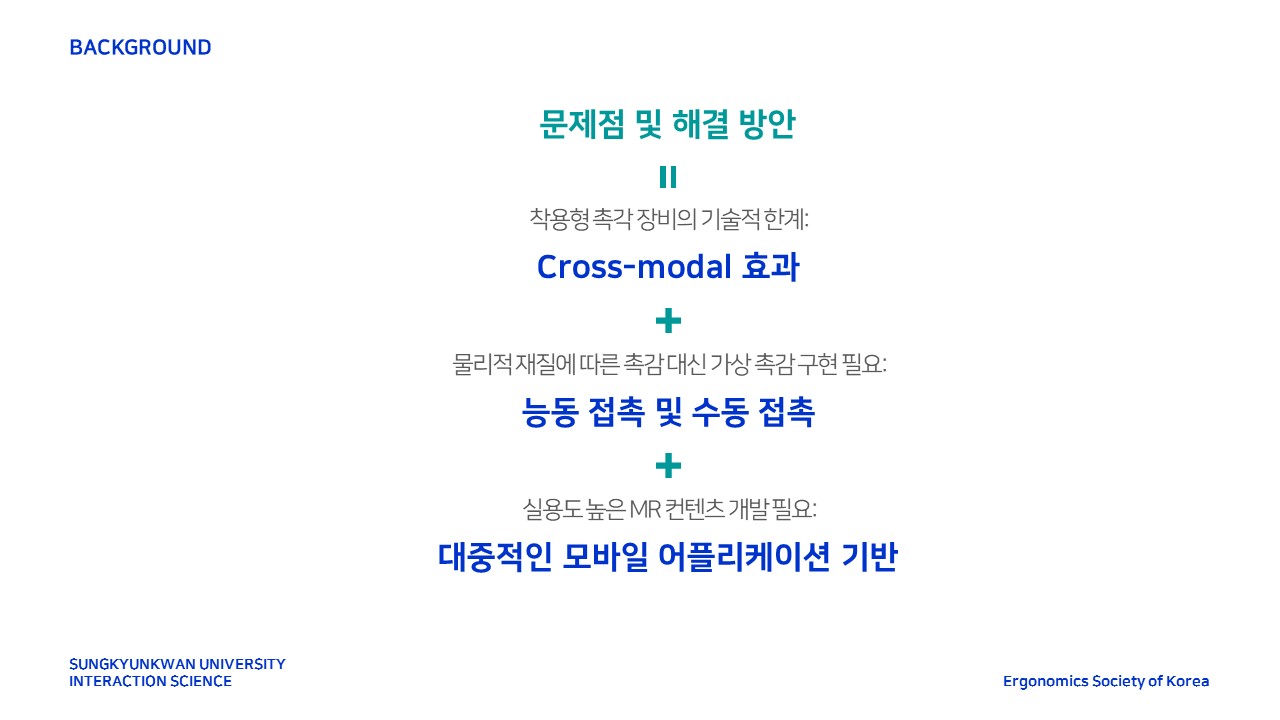 BACKGROUND
문제점 및 해결 방안
착용형 촉각 장비의 기술적 한계:
Cross-modal 효과
물리적 재질에 따른 촉감 대신 가상 촉감 구현 필요:
능동 접촉 및 수동 접촉
실용도 높은 MR 컨텐츠 개발 필요:
대중적인 모바일 어플리케이션 기반
SUNGKYUNKWAN UNIVERSITY
INTERACTION SCIENCE
Ergonomics Society of Korea